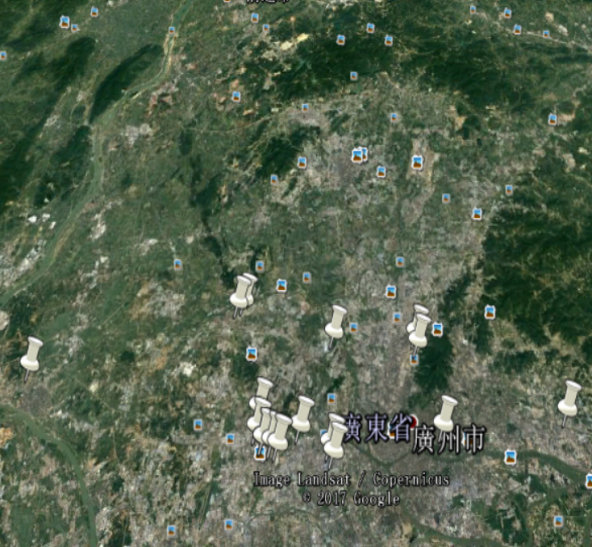 廣東省
廣州市
Image Landsat / Copernicus
© 2017 Google